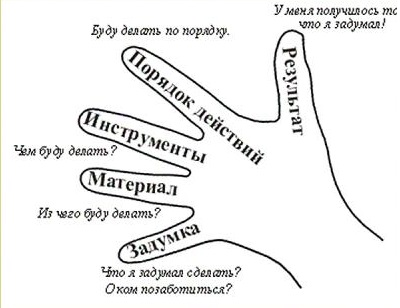 У меня получилось то,
что я задумал!
Буду делать по порядку.
Результат
Порядок действий
Инструменты
Чем буду делать?
Материал
Из чего буду делать?
Задумка
Что я задумал сделать?
О ком позаботиться?